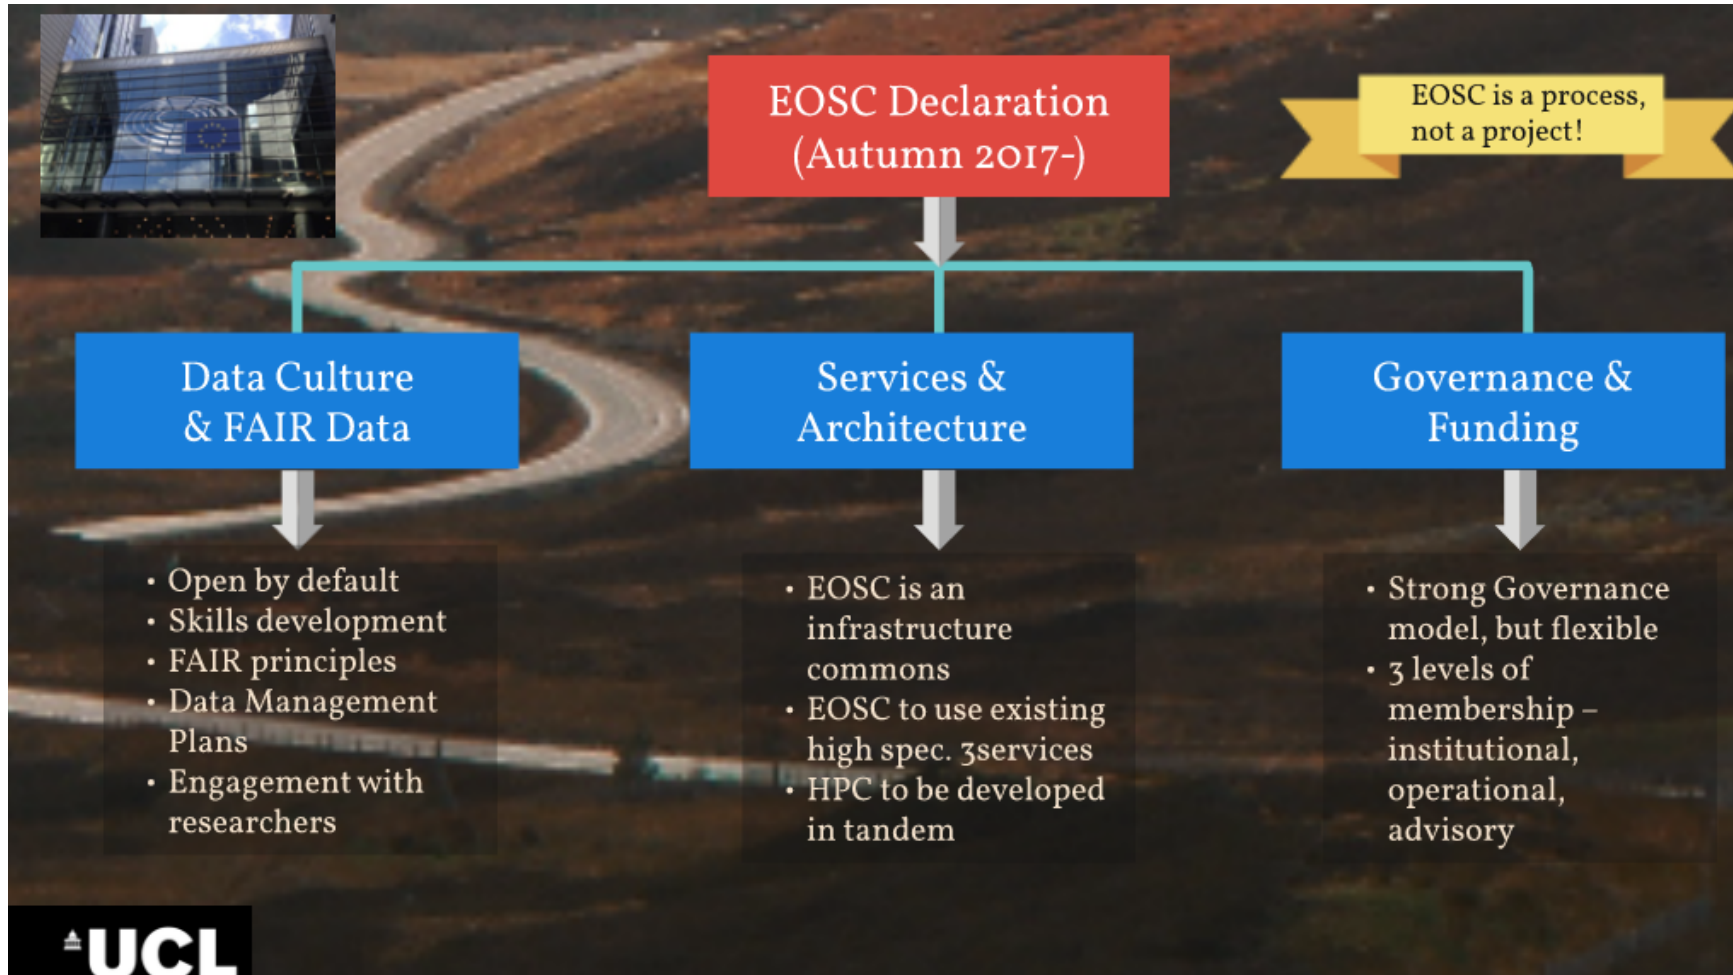 EOSC Declaration
(Autumn 2017-)
EOSC is a process,
not a project!
Data Culture
& FAIR Data
Services &
Architecture
Governance &
Funding
• Open by default
• Skills development
• FAIR principles
• Data Management
Plans
• Engagement with
researchers
• EOSC is an
infrastructure
commons
• EOSC to use existing
high spec. 3services
• HPC to be developed
in tandem
• Strong Governance
model, but flexible
• 3 levels of
membership –
institutional,
operational,
advisory
UCL